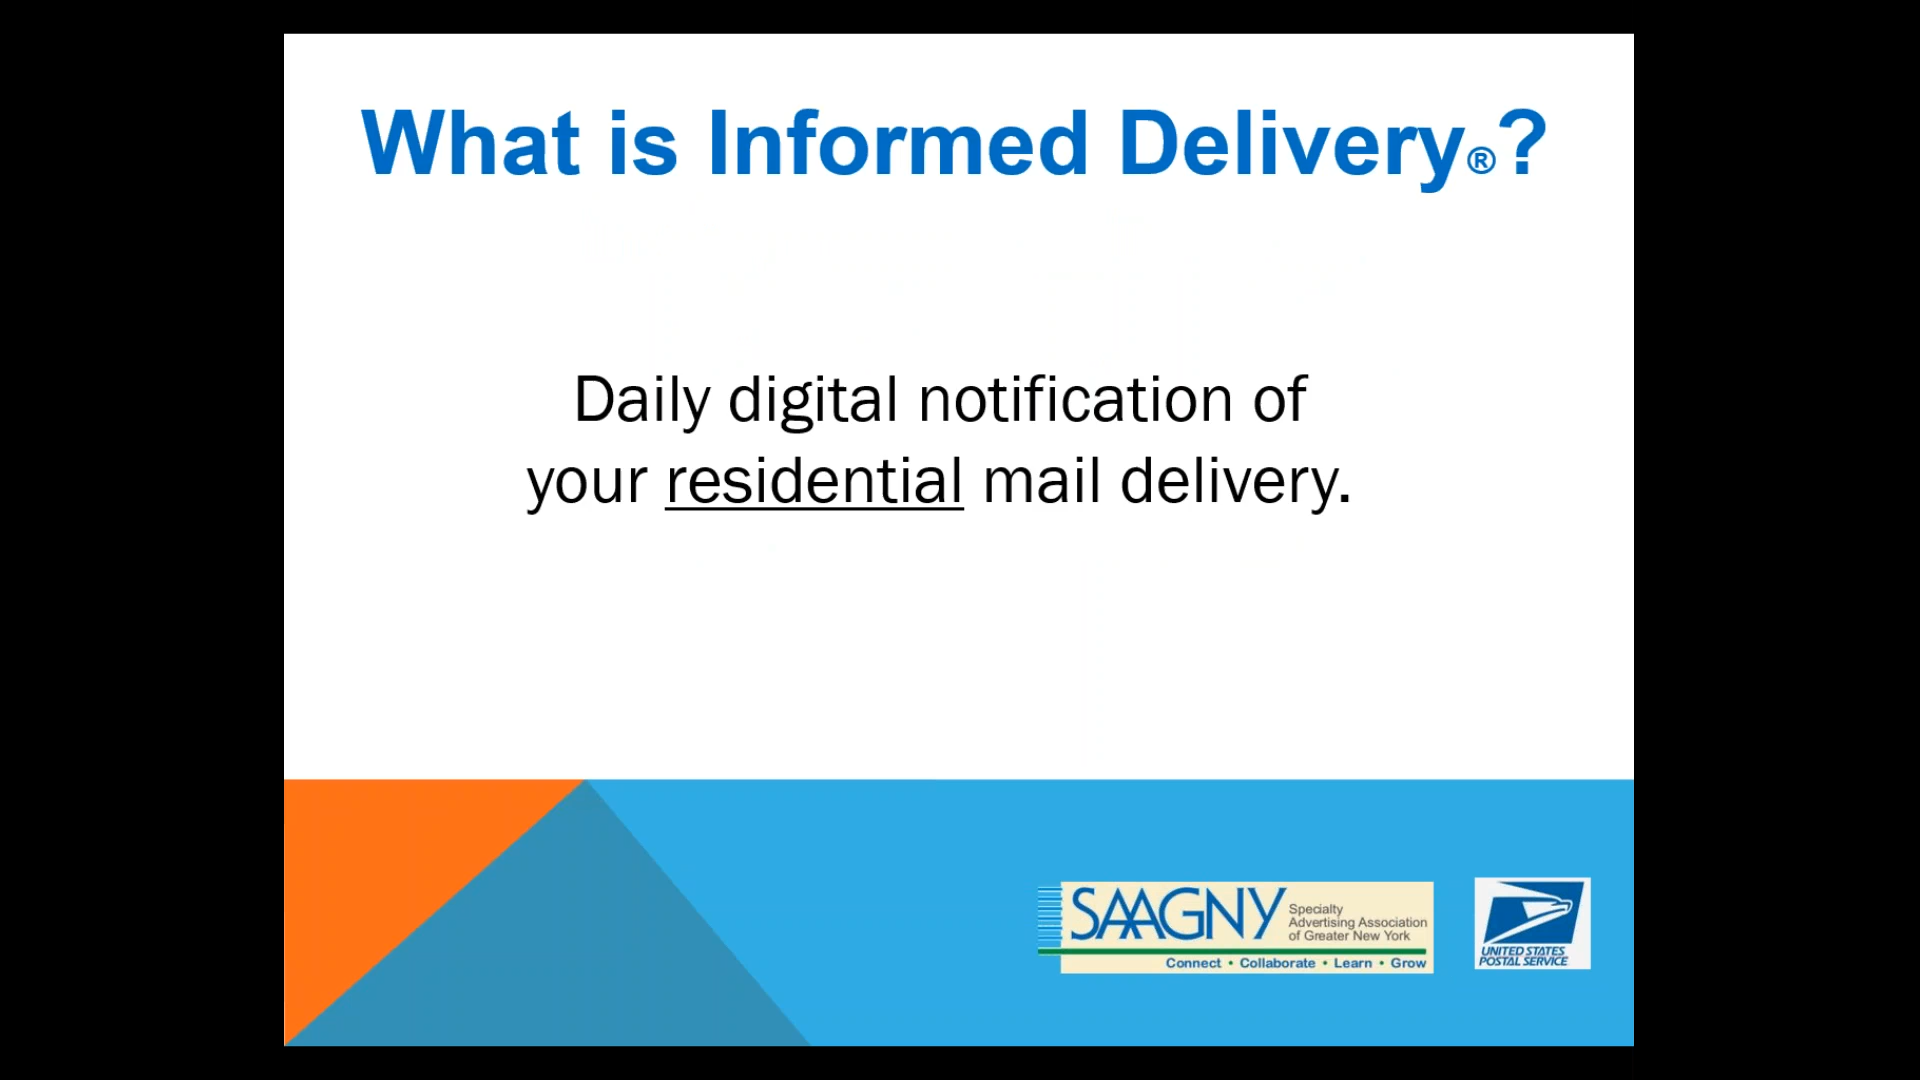 What is Informed Delivery®?
Daily digital notification of
your residential mail delivery.
SAAGNY
Specialty
Advertising Association
of Greater New York
Connect • Collaborate • Learn • Grow
UNITED STATES
POSTAL SERVICE